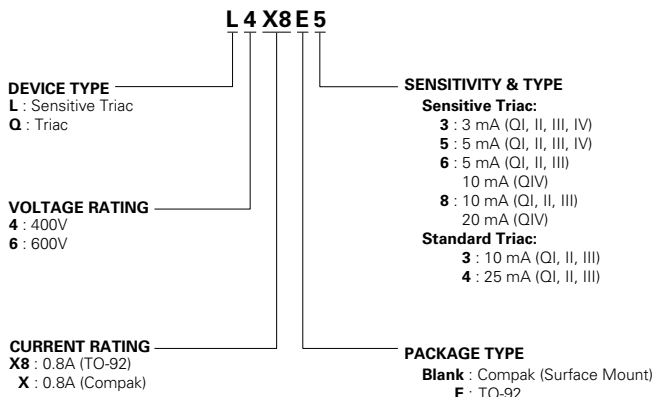 L 4 X8 E 5
DEVICE TYPE
L : Sensitive Triac
Q : Triac
VOLTAGE RATING
4 : 400V
6 : 600V
CURRENT RATING
X8 : 0.8A (TO-92)
X : 0.8A (Compak)
SENSITIVITY & TYPE
Sensitive Triac:
3 : 3 mA (QI, II, III, IV)
5 : 5 mA (QI, II, III, IV)
6 : 5 mA (QI, II, III)
10 mA (QIV)
8 : 10 mA (QI, II, III)
20 mA (QIV)
Standard Triac:
3 : 10 mA (QI, II, III)
4 : 25 mA (QI, II, III)
PACKAGE TYPE
Blank : Compak (Surface Mount)
E : TO-92